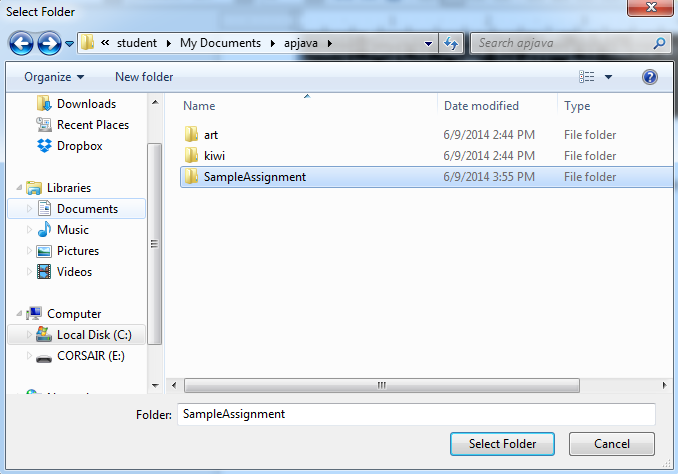 Select Folder
« student ▸ My Documents ▸ apjava ▸ Search apjava
Organize New folder
Name Date modified Type
Downloads
Recent Places
Dropbox
Libraries
Documents
Music
Pictures
Videos
Computer
Local Disk (C:)
CORSAIR (E:)
art 6/9/2014 2:44 PM File folder
kiwi 6/9/2014 2:44 PM File folder
SampleAssignment 6/9/2014 3:55 PM File folder
Folder: SampleAssignment
Select Folder Cancel